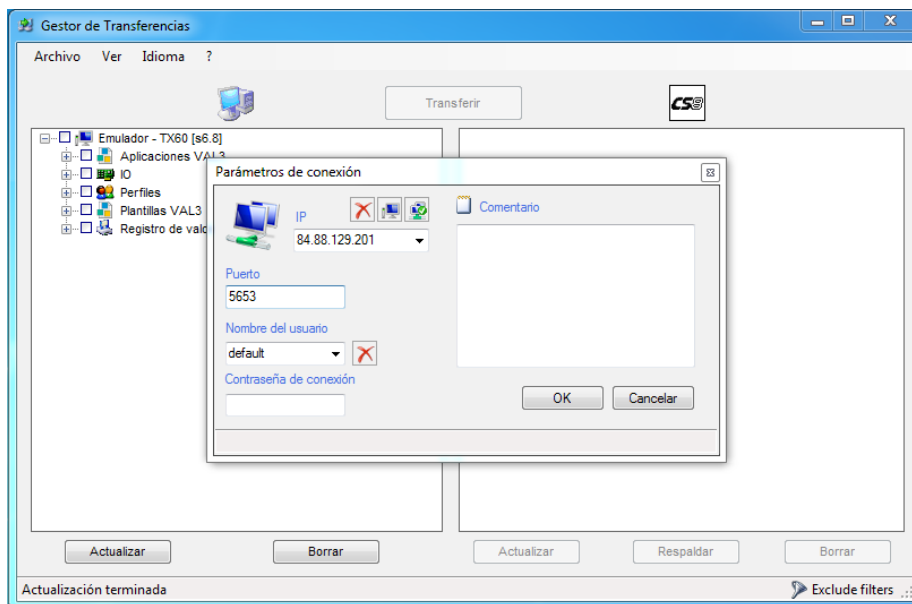 Gestor de Transferencias
Archivo Ver Idioma ?
Transferir
CS8
Emulador - TX60 [s6.8]
Aplicaciones VAL3
IO
Perfiles
Plantillas VAL3
Registro de valo
Parámetros de conexión
IP
84.88.129.201
Puerto
5653
Nombre del usuario
default
Contraseña de conexión
Comentario
OK Cancelar
Actualizar Borrar Actualizar Respaldar Borrar
Actualización terminada Exclude filters